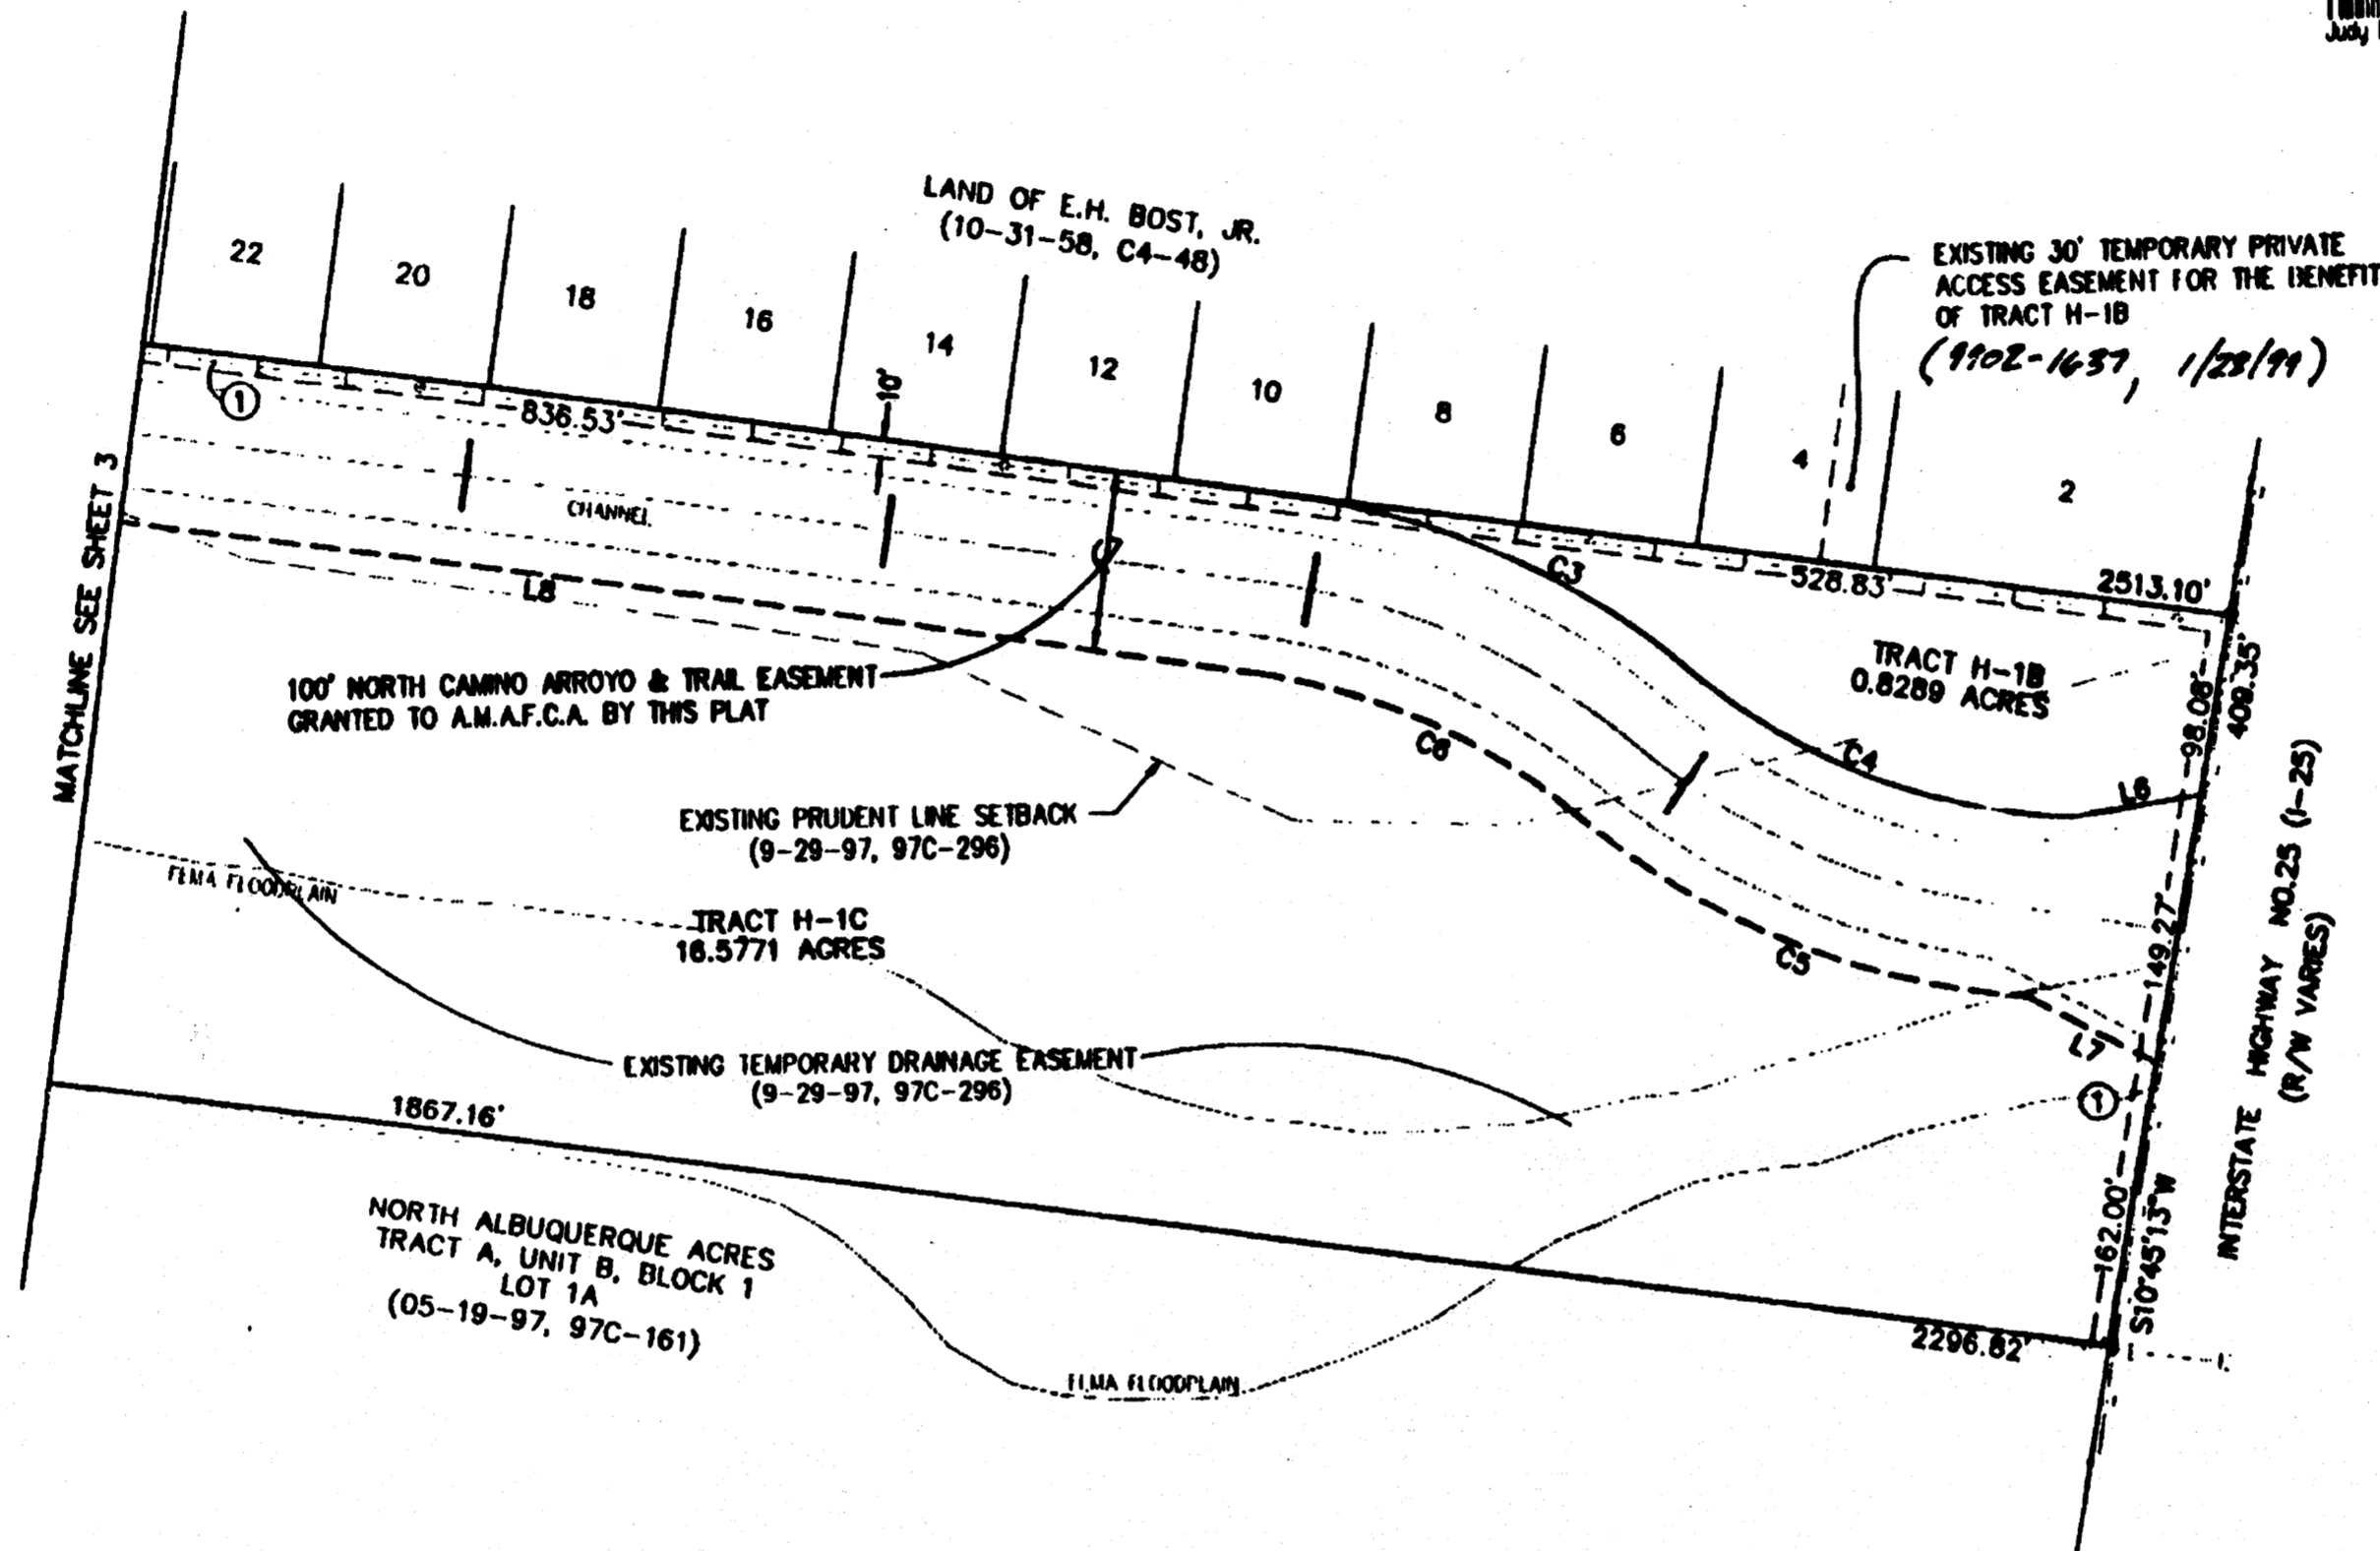 Judy
LAND OF E.H. BOST, JR.
(10-31-58, C4-48)
22
20
18
16
14
12
10
8
6
4
2
EXISTING 30' TEMPORARY PRIVATE
ACCESS EASEMENT FOR THE BENEFIT
OF TRACT H-1B
(9902-1637, 1/28/99)
1
836.53'
10'
CHANNEL
C7
C3
528.83'
2513.10'
MATCHLINE SEE SHEET 3
L8
TRACT H-1B
0.8289 ACRES
98.08'
409.35'
100' NORTH CAMINO ARROYO & TRAIL EASEMENT
GRANTED TO A.M.A.F.C.A. BY THIS PLAT
C6
C4
L6
EXISTING PRUDENT LINE SETBACK
(9-29-97, 97C-296)
FEMA FLOODPLAIN
TRACT H-1C
16.5771 ACRES
C5
149.27'
INTERSTATE HIGHWAY NO.25 (I-25)
(R/W VARIES)
L7
EXISTING TEMPORARY DRAINAGE EASEMENT
(9-29-97, 97C-296)
1
1867.16'
162.00'
S10°45'13"W
NORTH ALBUQUERQUE ACRES
TRACT A, UNIT B, BLOCK 1
LOT 1A
(05-19-97, 97C-161)
2296.82'
FEMA FLOODPLAIN